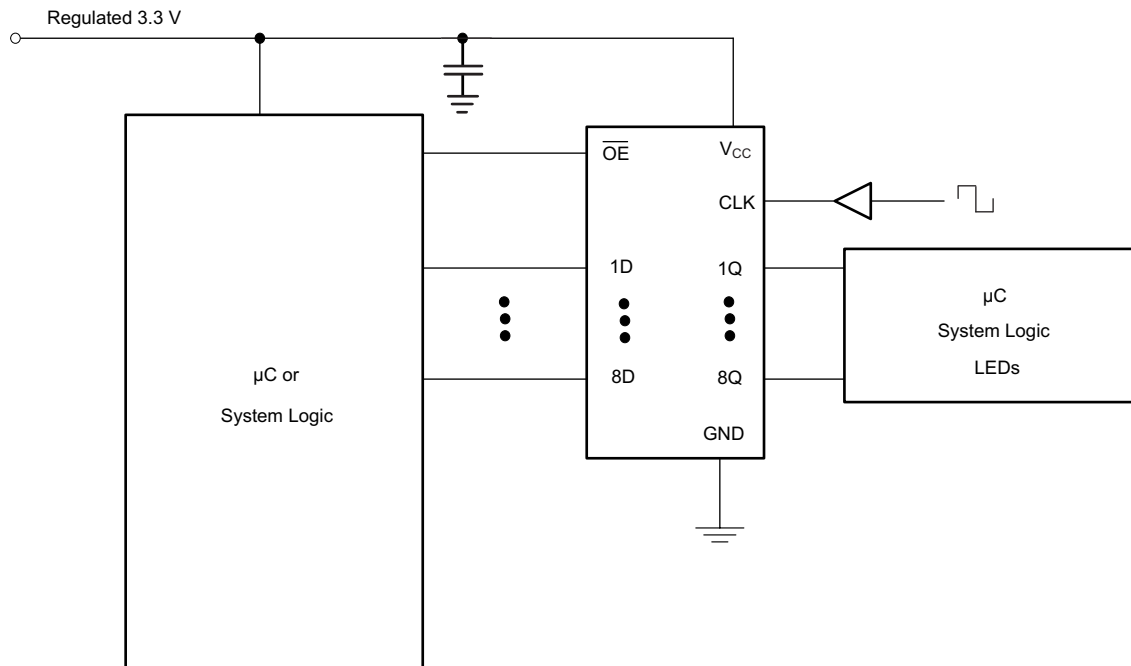 Regulated 3.3 V
OE
VCC
CLK
1D
1Q
µC
System Logic
LEDs
µC or
System Logic
8D
8Q
GND